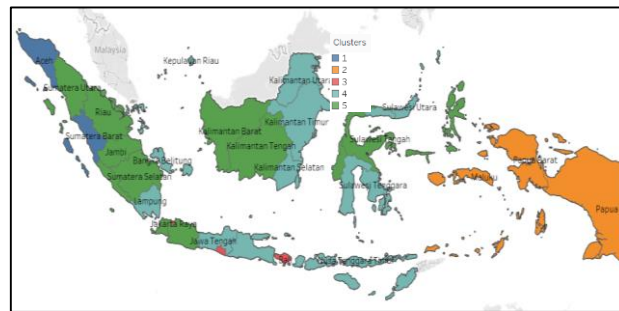 Malaysia
Clusters
1
2
3
4
5
Aceh
Kepulauan Riau
Kalimantan Utara
Sumatera Utara
Riau
Sulawesi Utara
Kalimantan Timur
Kalimantan Barat
Sumatera Barat
Kalimantan Tengah
Sulawesi Tengah
Papua Barat
Jambi
Bangka Belitung
Kalimantan Selatan
Maluku
Sumatera Selatan
Sulawesi Tenggara
Lampung
Papua
Jakarta Raya
Jawa Tengah